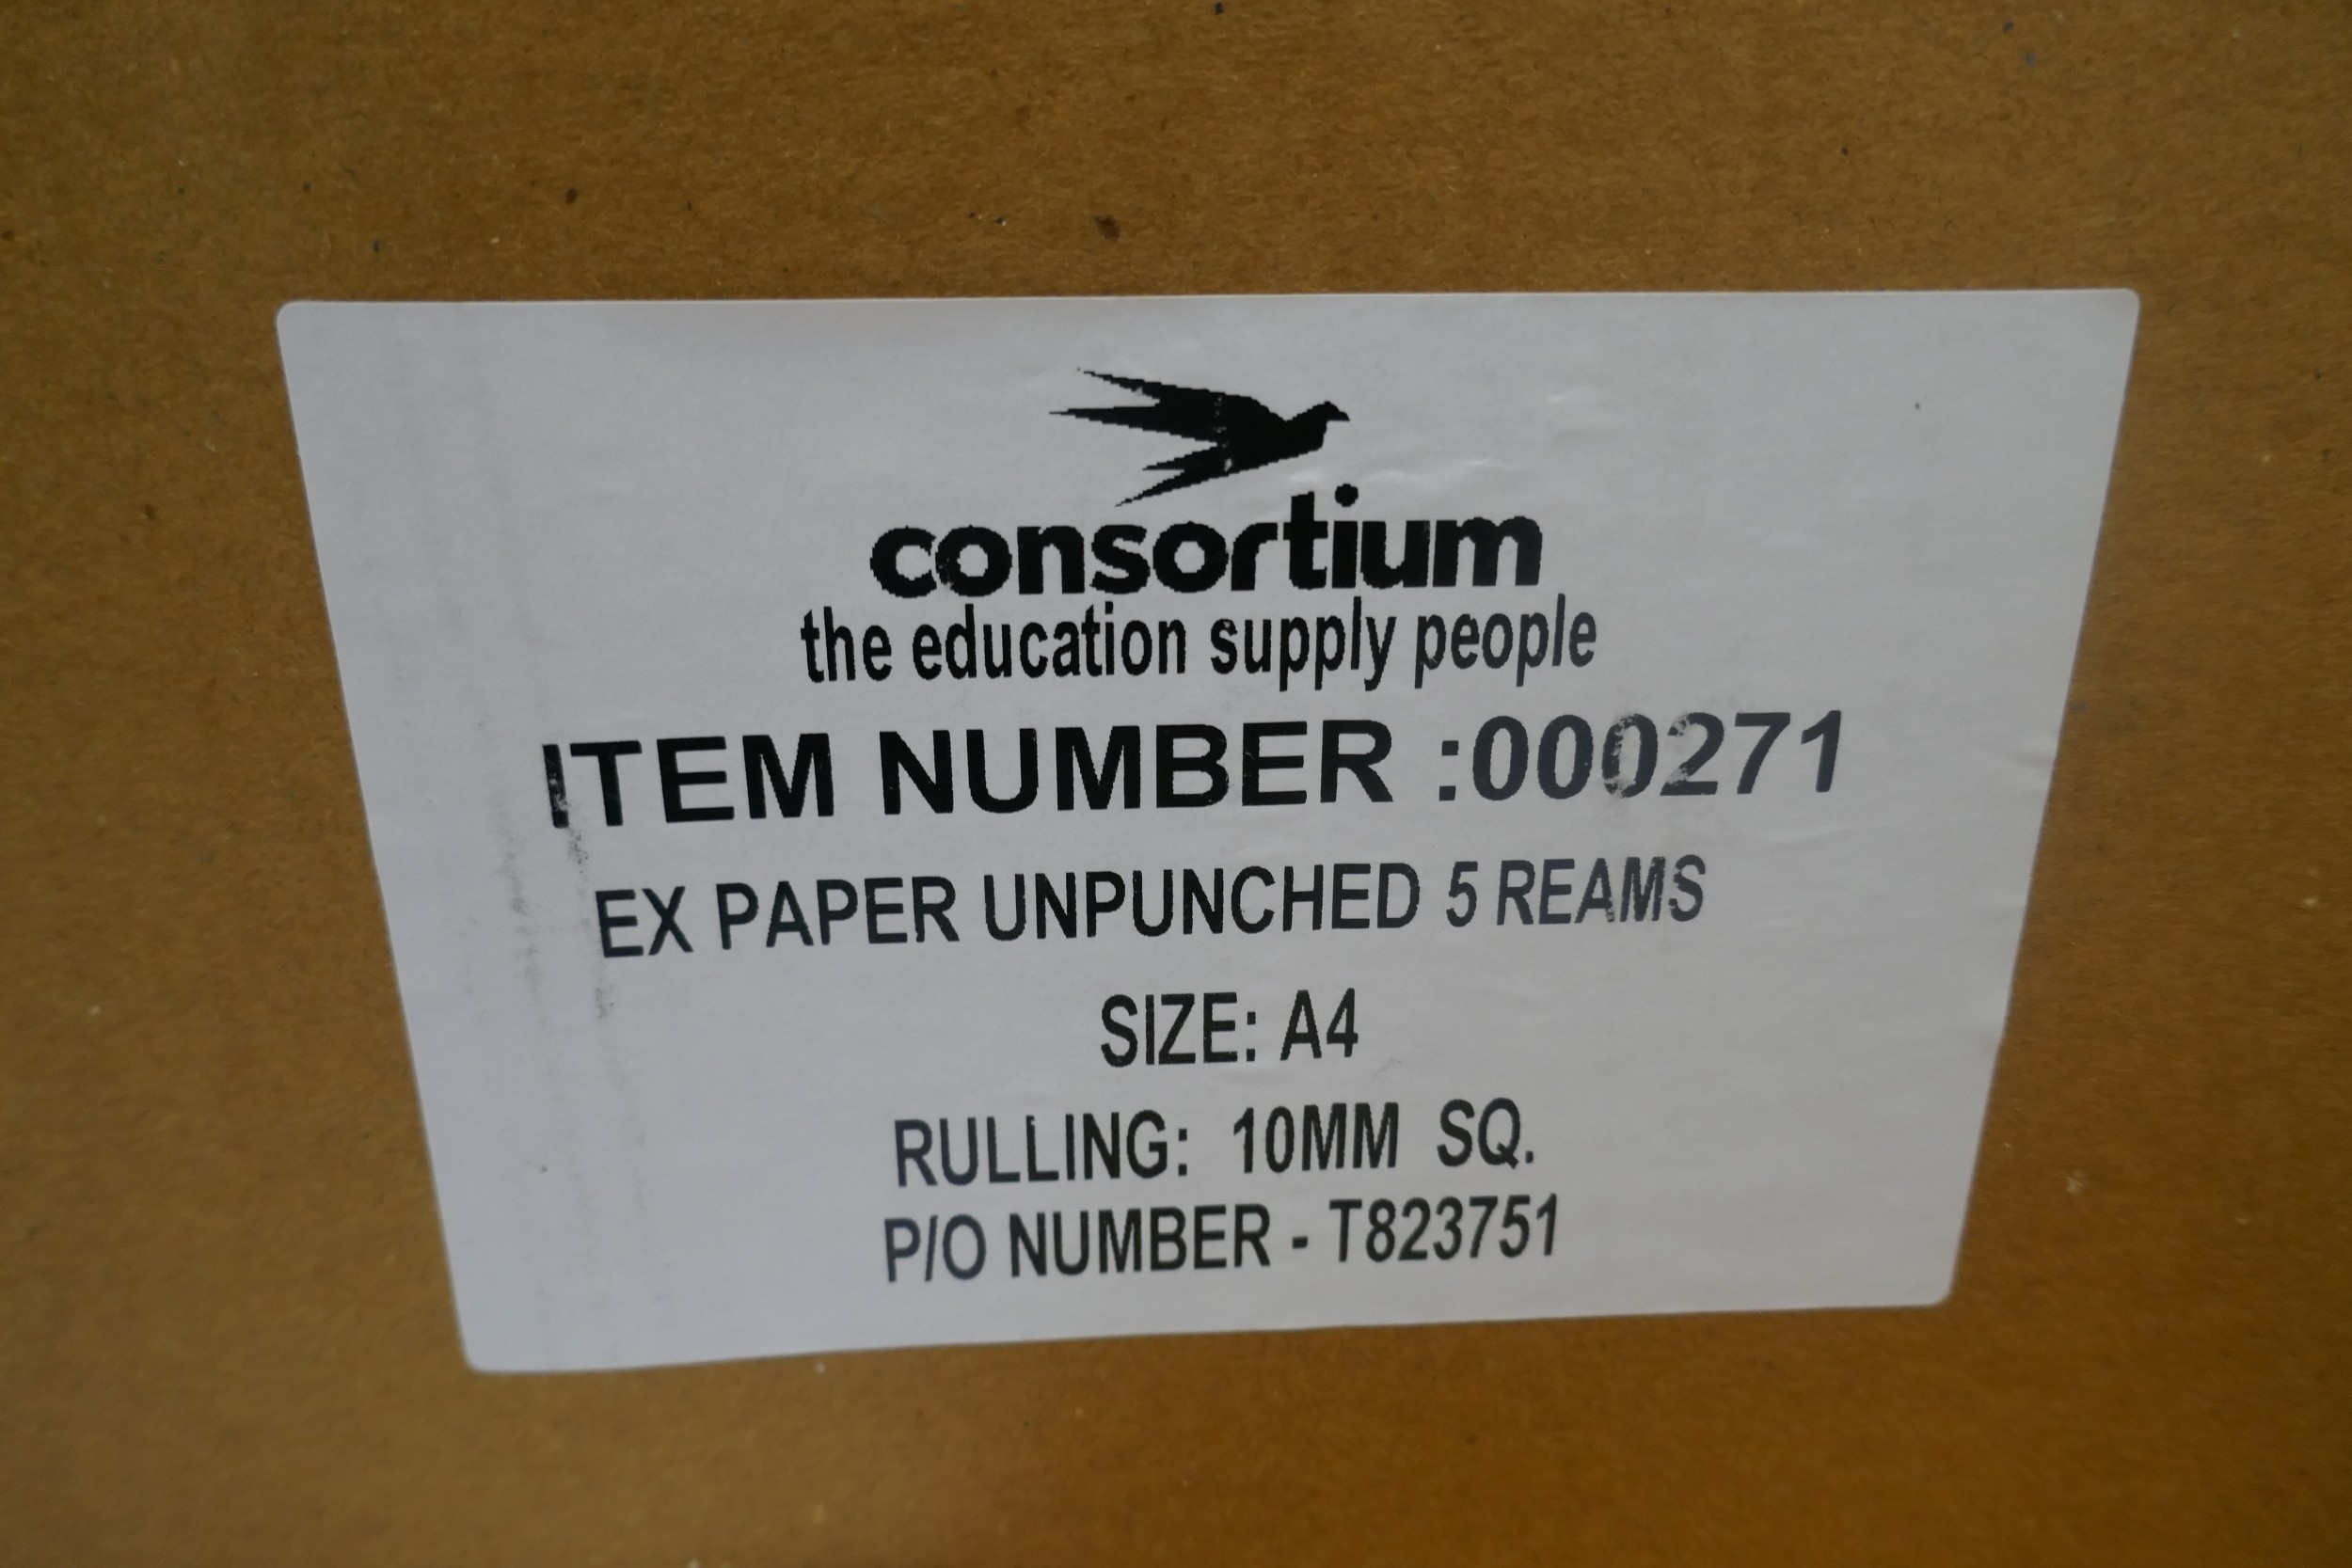 consortium
the education supply people
ITEM NUMBER :000271
EX PAPER UNPUNCHED 5 REAMS
SIZE: A4
RULLING: 10MM SQ.
P/O NUMBER - T823751